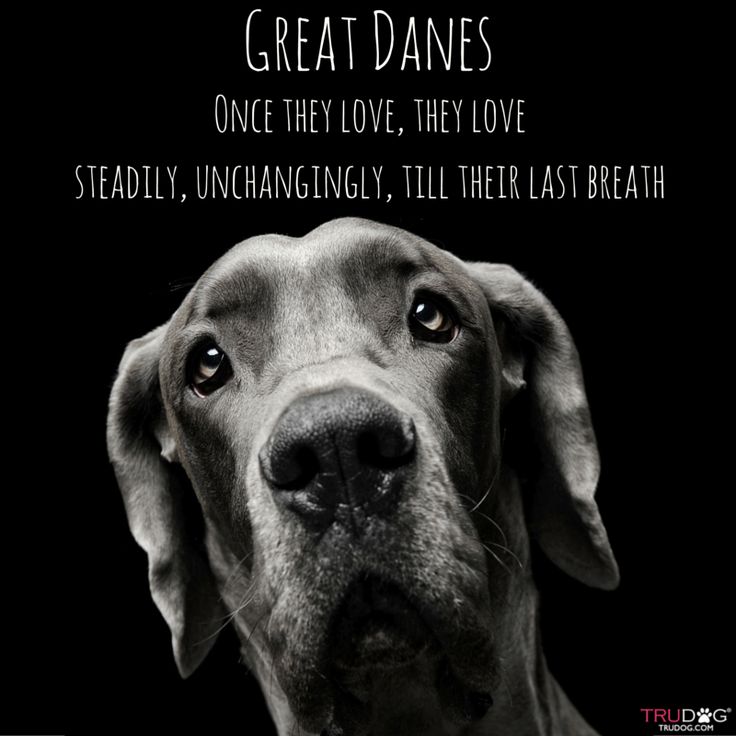 GREAT DANES
ONCE THEY LOVE, THEY LOVE
STEADILY, UNCHANGINGLY, TILL THEIR LAST BREATH
TRUDOG®
TRUDOG.COM